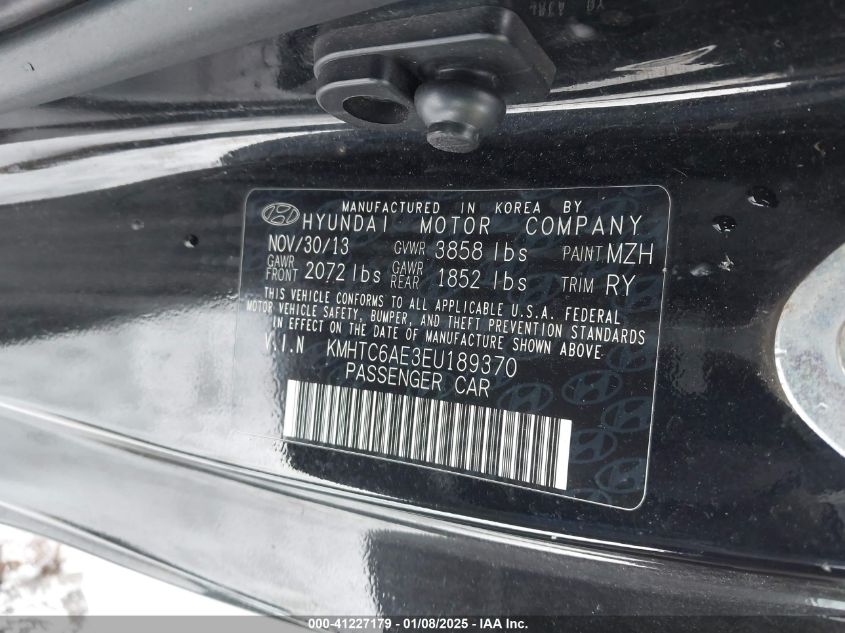 MANUFACTURED IN KOREA BY
HYUNDAI MOTOR COMPANY
NOV/30/13 GVWR 3858 lbs PAINT MZH
GAWR FRONT 2072 lbs GAWR REAR 1852 lbs TRIM RY
THIS VEHICLE CONFORMS TO ALL APPLICABLE U.S.A. FEDERAL
MOTOR VEHICLE SAFETY, BUMPER, AND THEFT PREVENTION STANDARDS
IN EFFECT ON THE DATE OF MANUFACTURE SHOWN ABOVE.
V.I.N KMHTC6AE3EU189370
PASSENGER CAR
000-41227179 - 01/08/2025 - IAA Inc.